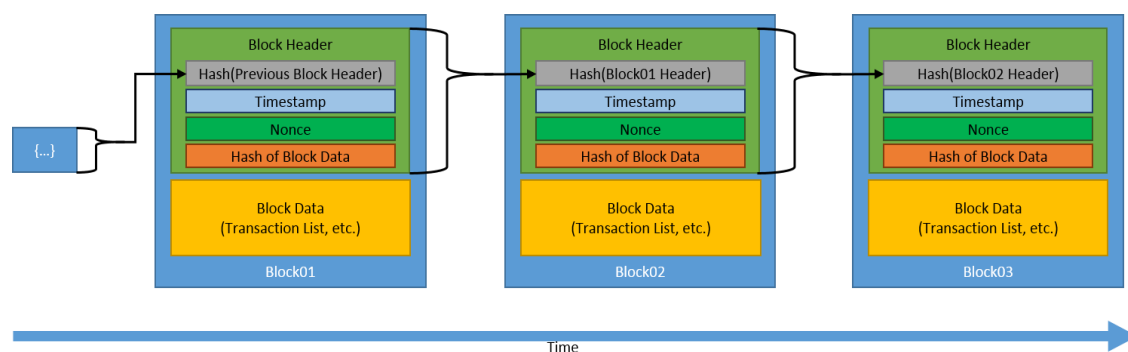 {...}
Block Header
Hash(Previous Block Header)
Timestamp
Nonce
Hash of Block Data
Block Data
(Transaction List, etc.)
Block01
Block Header
Hash(Block01 Header)
Timestamp
Nonce
Hash of Block Data
Block Data
(Transaction List, etc.)
Block02
Block Header
Hash(Block02 Header)
Timestamp
Nonce
Hash of Block Data
Block Data
(Transaction List, etc.)
Block03
Time